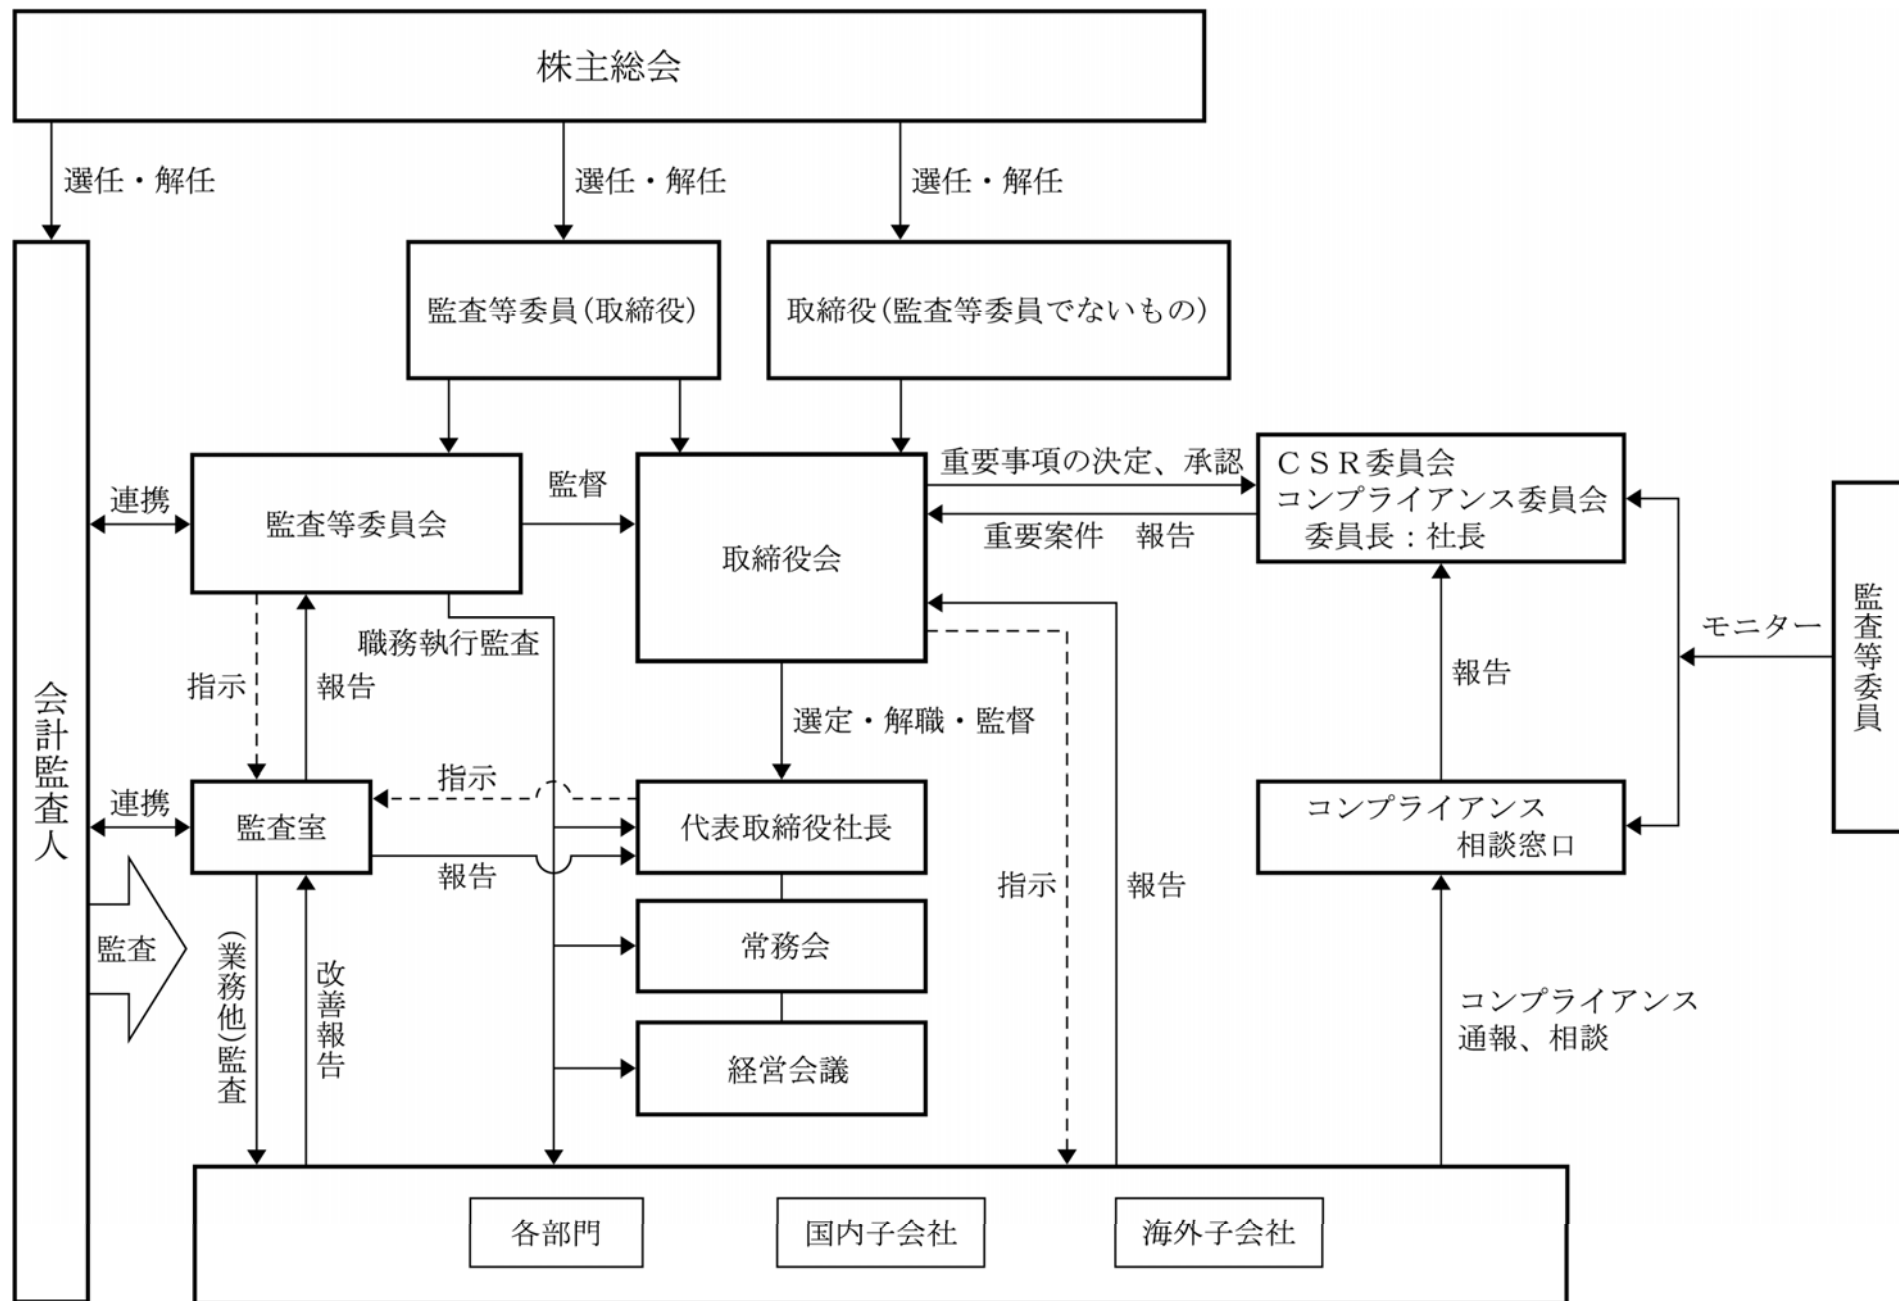 株主総会
選任・解任
選任・解任
選任・解任
監査等委員(取締役)
取締役(監査等委員でないもの)
会計監査人
連携
監査等委員会
監督
取締役会
重要事項の決定、承認
重要案件　報告
ＣＳＲ委員会
コンプライアンス委員会
委員長：社長
監査等委員
モニター
職務執行監査
指示
報告
選定・解職・監督
報告
連携
監査室
指示
報告
代表取締役社長
コンプライアンス
相談窓口
監査
(業務他)監査
改善報告
常務会
経営会議
指示
報告
コンプライアンス
通報、相談
各部門
国内子会社
海外子会社